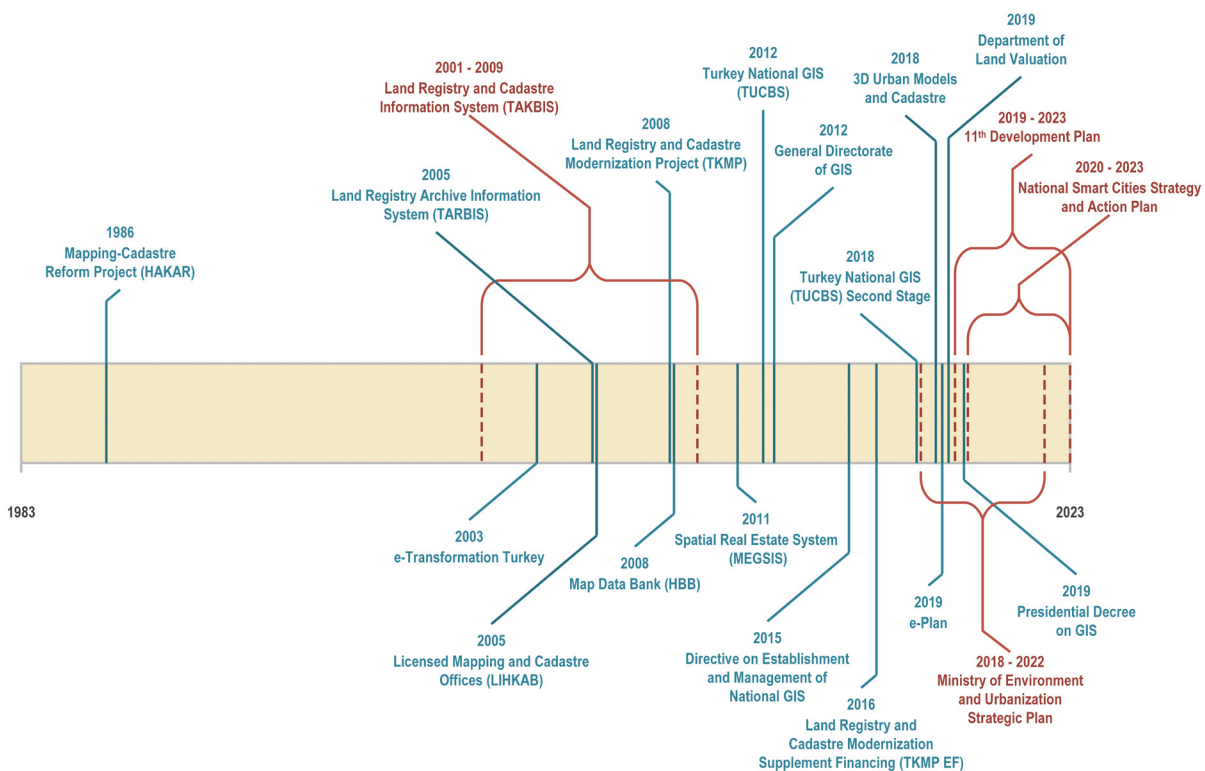 1986
Mapping-Cadastre
Reform Project (HAKAR)
2001 - 2009
Land Registry and Cadastre
Information System (TAKBIS)
2005
Land Registry Archive Information
System (TARBIS)
2008
Land Registry and Cadastre
Modernization Project (TKMP)
2012
Turkey National GIS
(TUCBS)
2012
General Directorate
of GIS
2018
Turkey National GIS
(TUCBS) Second Stage
2018
3D Urban Models
and Cadastre
2019
Department of
Land Valuation
2019 - 2023
11th Development Plan
2020 - 2023
National Smart Cities Strategy
and Action Plan
1983
2023
2003
e-Transformation Turkey
2005
Licensed Mapping and Cadastre
Offices (LIHKAB)
2008
Map Data Bank (HBB)
2011
Spatial Real Estate System
(MEGSIS)
2015
Directive on Establishment
and Management of
National GIS
2016
Land Registry and
Cadastre Modernization
Supplement Financing (TKMP EF)
2019
e-Plan
2018 - 2022
Ministry of Environment
and Urbanization
Strategic Plan
2019
Presidential Decree
on GIS